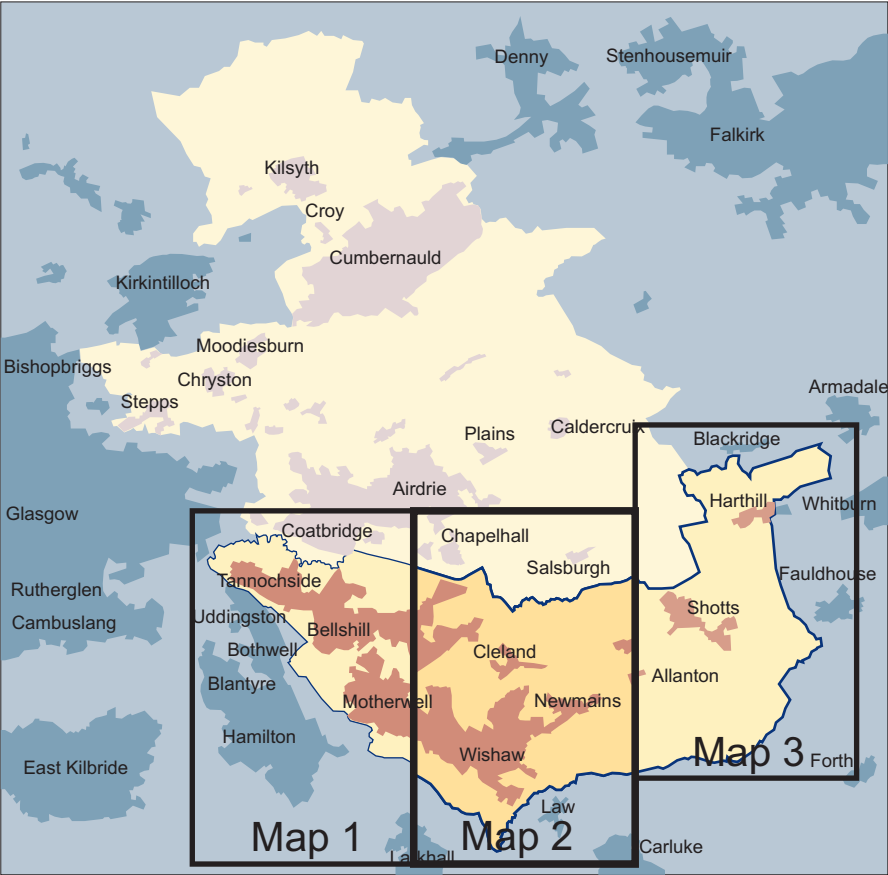 Denny
Stenhousemuir
Falkirk
Kilsyth
Croy
Cumbernauld
Kirkintilloch
Moodiesburn
Bishopbriggs
Chryston
Stepps
Armadale
Plains
Caldercruix
Blackridge
Airdrie
Harthill
Whitburn
Glasgow
Coatbridge
Chapelhall
Salsburgh
Tannochside
Fauldhouse
Rutherglen
Uddingston
Shotts
Cambuslang
Bellshill
Bothwell
Cleland
Allanton
Blantyre
Motherwell
Newmains
Hamilton
Wishaw
Map 3
Forth
East Kilbride
Law
Map 1
Map 2
Carluke
Larkhall